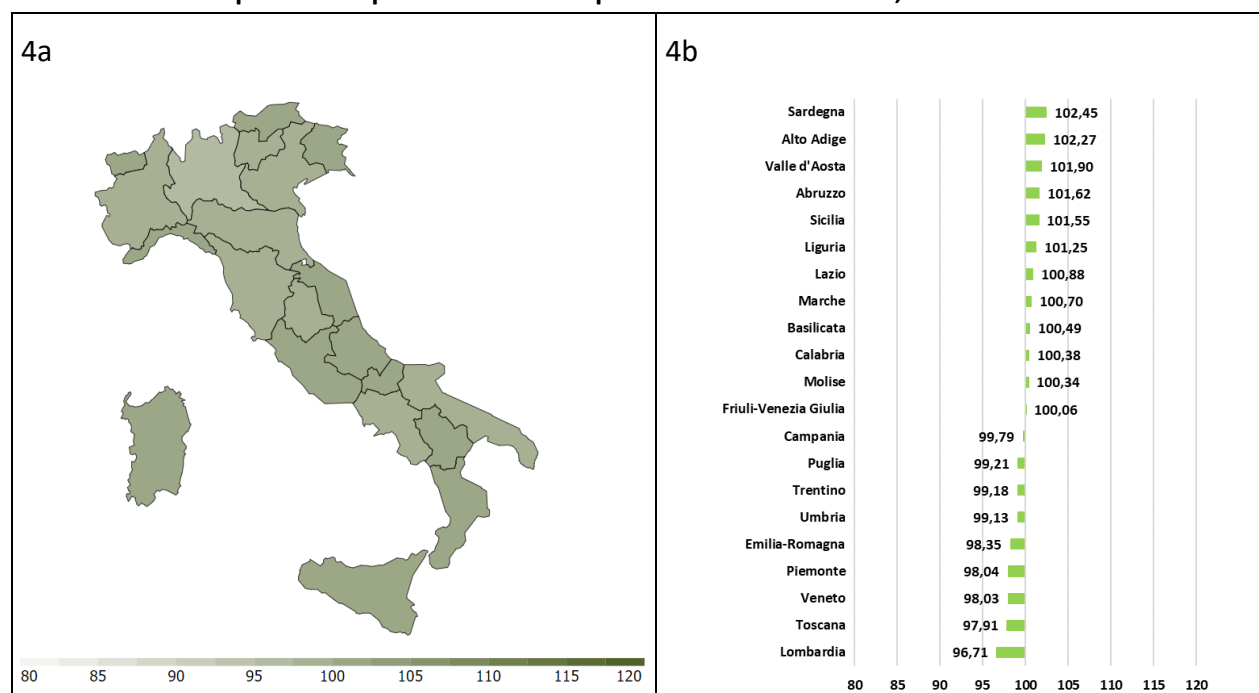 4a
80 85 90 95 100 105 110 115 120
4b
Sardegna 102,45
Alto Adige 102,27
Valle d'Aosta 101,90
Abruzzo 101,62
Sicilia 101,55
Liguria 101,25
Lazio 100,88
Marche 100,70
Basilicata 100,49
Calabria 100,38
Molise 100,34
Friuli-Venezia Giulia 100,06
Campania 99,79
Puglia 99,21
Trentino 99,18
Umbria 99,13
Emilia-Romagna 98,35
Piemonte 98,04
Veneto 98,03
Toscana 97,91
Lombardia 96,71
80 85 90 95 100 105 110 115 120